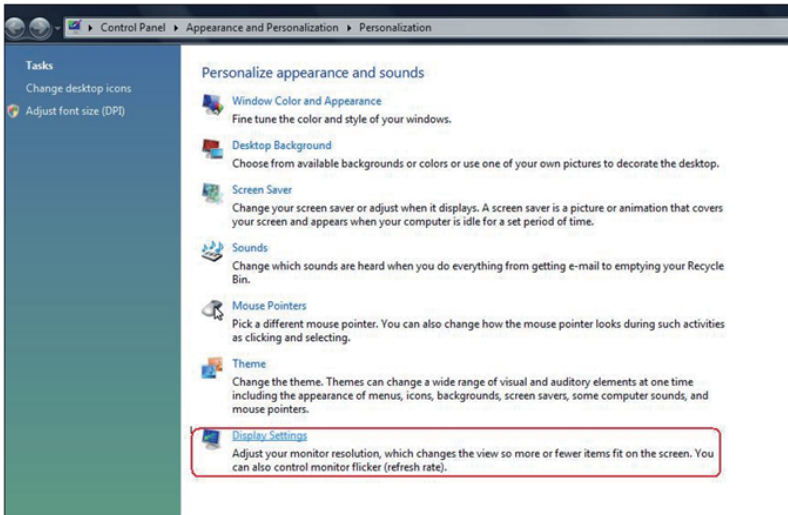 Control Panel ▸ Appearance and Personalization ▸ Personalization
Tasks
Change desktop icons
Adjust font size (DPI)
Personalize appearance and sounds
Window Color and Appearance
Fine tune the color and style of your windows.
Desktop Background
Choose from available backgrounds or colors or use one of your own pictures to decorate the desktop.
Screen Saver
Change your screen saver or adjust when it displays. A screen saver is a picture or animation that covers
your screen and appears when your computer is idle for a set period of time.
Sounds
Change which sounds are heard when you do everything from getting e-mail to emptying your Recycle
Bin.
Mouse Pointers
Pick a different mouse pointer. You can also change how the mouse pointer looks during such activities
as clicking and selecting.
Theme
Change the theme. Themes can change a wide range of visual and auditory elements at one time
including the appearance of menus, icons, backgrounds, screen savers, some computer sounds, and
mouse pointers.
Display Settings
Adjust your monitor resolution, which changes the view so more or fewer items fit on the screen. You
can also control monitor flicker (refresh rate).